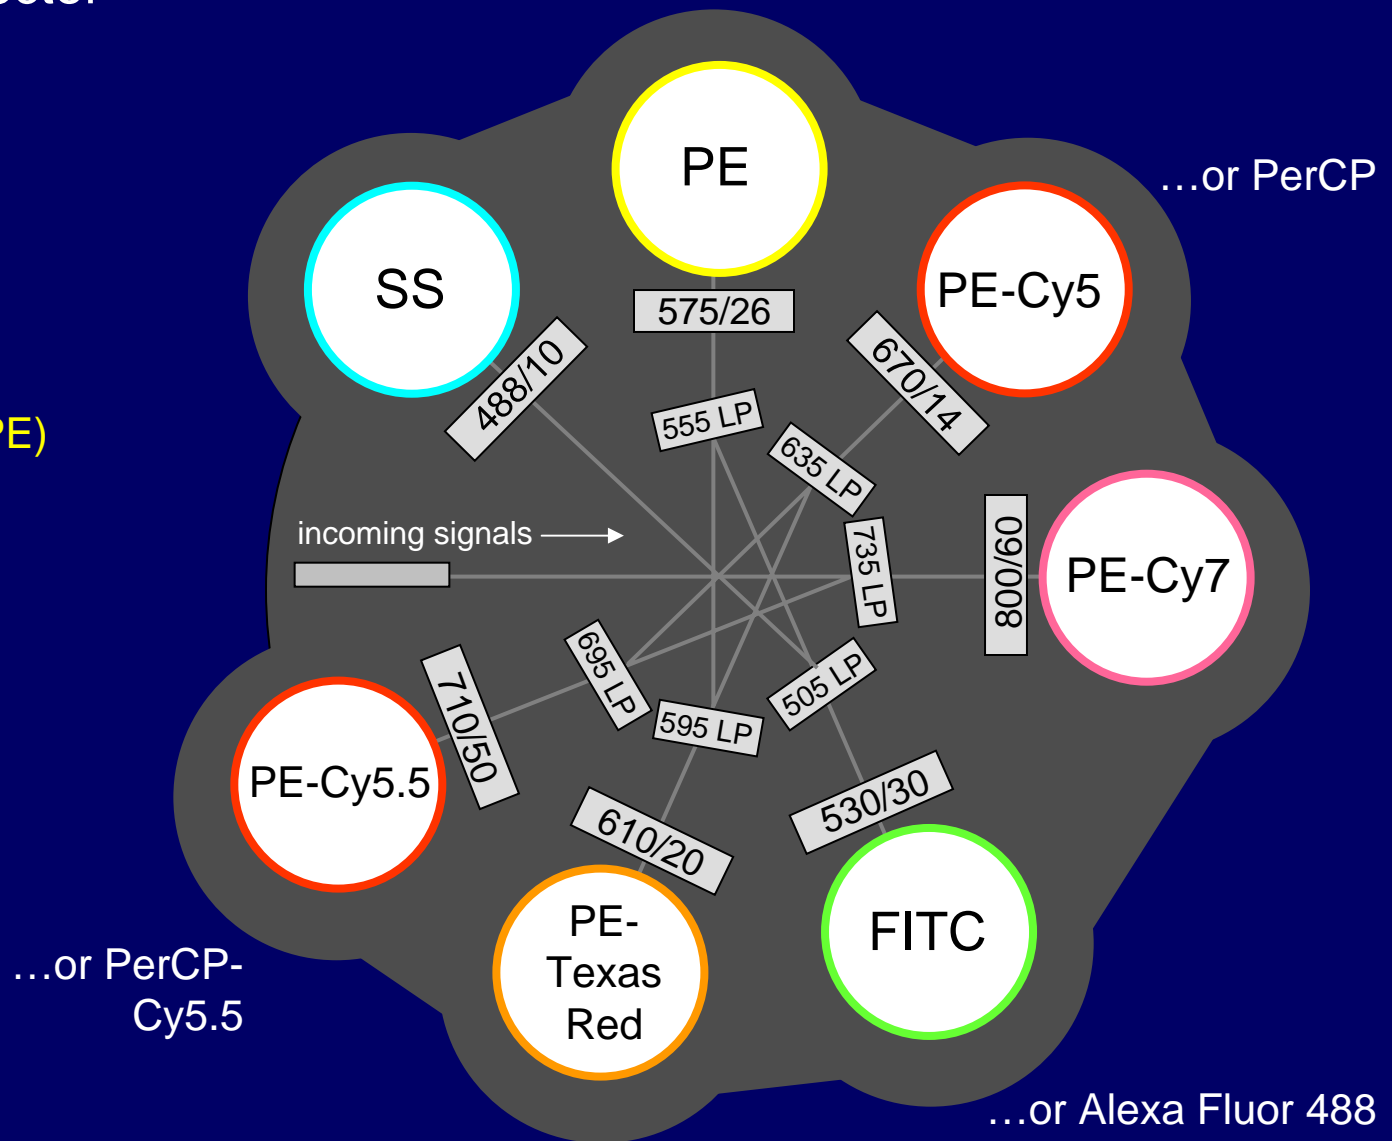 PE
…or PerCP
SS
PE-Cy5
575/26
488/10
670/14
555 LP
635 LP
PE)
incoming signals
735 LP
800/60
PE-Cy7
695 LP
505 LP
710/50
595 LP
PE-Cy5.5
530/30
610/20
PE-
Texas
Red
FITC
…or PerCP-
Cy5.5
…or Alexa Fluor 488